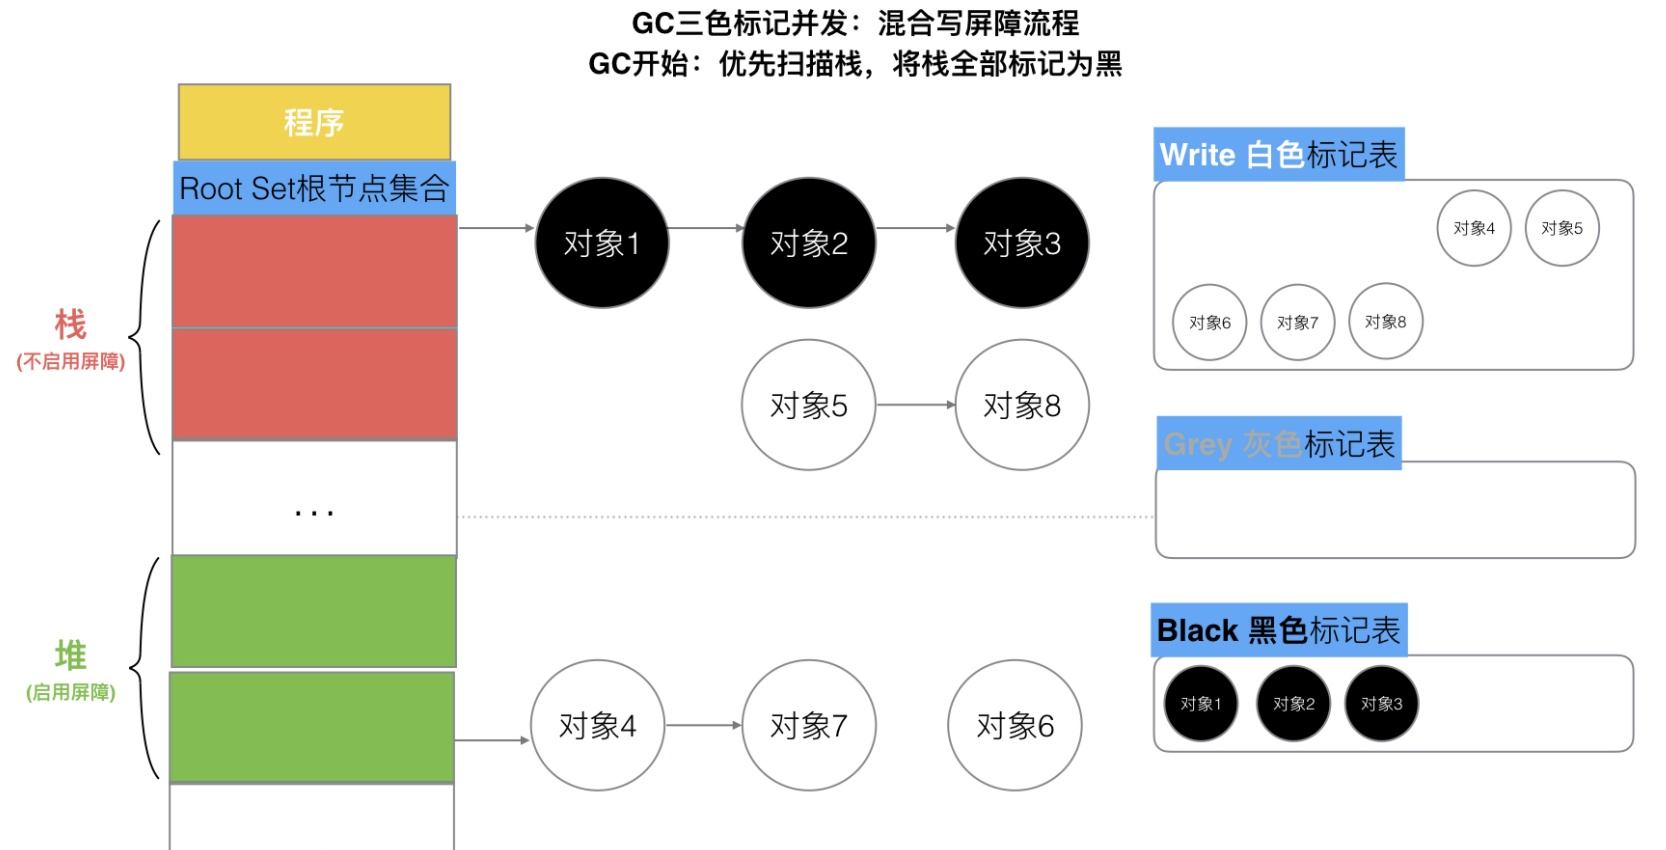 GC三色标记并发：混合写屏障流程
GC开始：优先扫描栈，将栈全部标记为黑
程序
Root Set根节点集合
栈
(不启用屏障)
. . .
堆
(启用屏障)
对象1
对象2
对象3
对象5
对象8
对象4
对象7
对象6
Write 白色标记表
对象4
对象5
对象6
对象7
对象8
Grey 灰色标记表
Black 黑色标记表
对象1
对象2
对象3